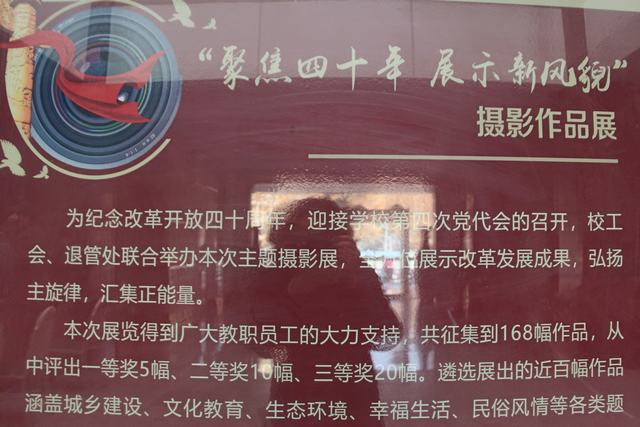 “聚焦四十年 展示新风貌”
摄影作品展
为纪念改革开放四十周年，迎接学校第四次党代会的召开，校工
会、退管处联合举办本次主题摄影展，全 位展示改革发展成果，弘扬
主旋律，汇集正能量。
本次展览得到广大教职员工的大力支持，共征集到168幅作品，从
中评出一等奖5幅、二等奖10幅、三等奖20幅。遴选展出的近百幅作品
涵盖城乡建设、文化教育、生态环境、幸福生活、民俗风情等各类题